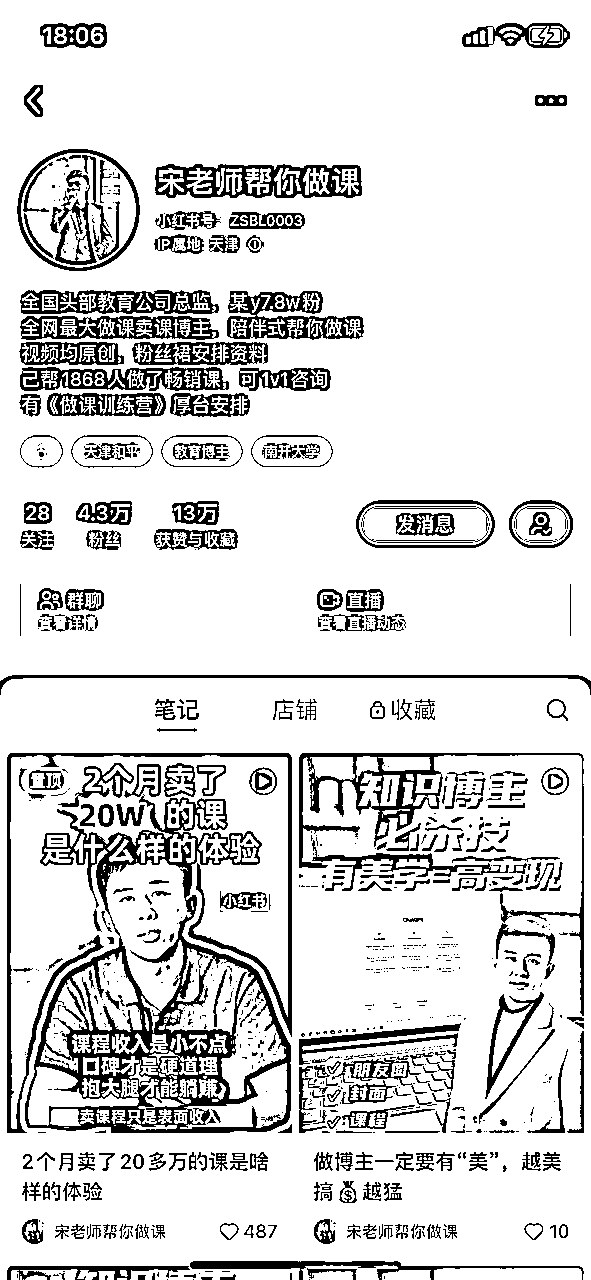 18:06
宋老师帮你做课
小红书号：ZSBL0003
IP属地：天津
全国头部教育公司总监，某y78w粉
全网最大做课卖课博主，陪伴式帮你做课
视频均原创，粉丝裙安排资料
己帮1868人做了畅销课，可1v1咨询
有《做课训练营》厚台安排
天津和平 教育博主 南开大学
28 4.3万 13万
关注 粉丝 获赞与收藏
发消息
群聊 直播
查看详情 查看直播动态
笔记 店铺 收藏
置顶
2个月卖了
20W 的课
是什么样的体验
小红书
课程收入是小不点
口碑才是硬道理
抱大腿才能躺赚
卖课程只是表面收入
知识博主
必杀技
有美学=高变现
朋友圈
封面
课程
2个月卖了20多万的课是啥
样的体验
宋老师帮你做课 487
做博主一定要有“美”，越美
搞💰越猛
宋老师帮你做课 10